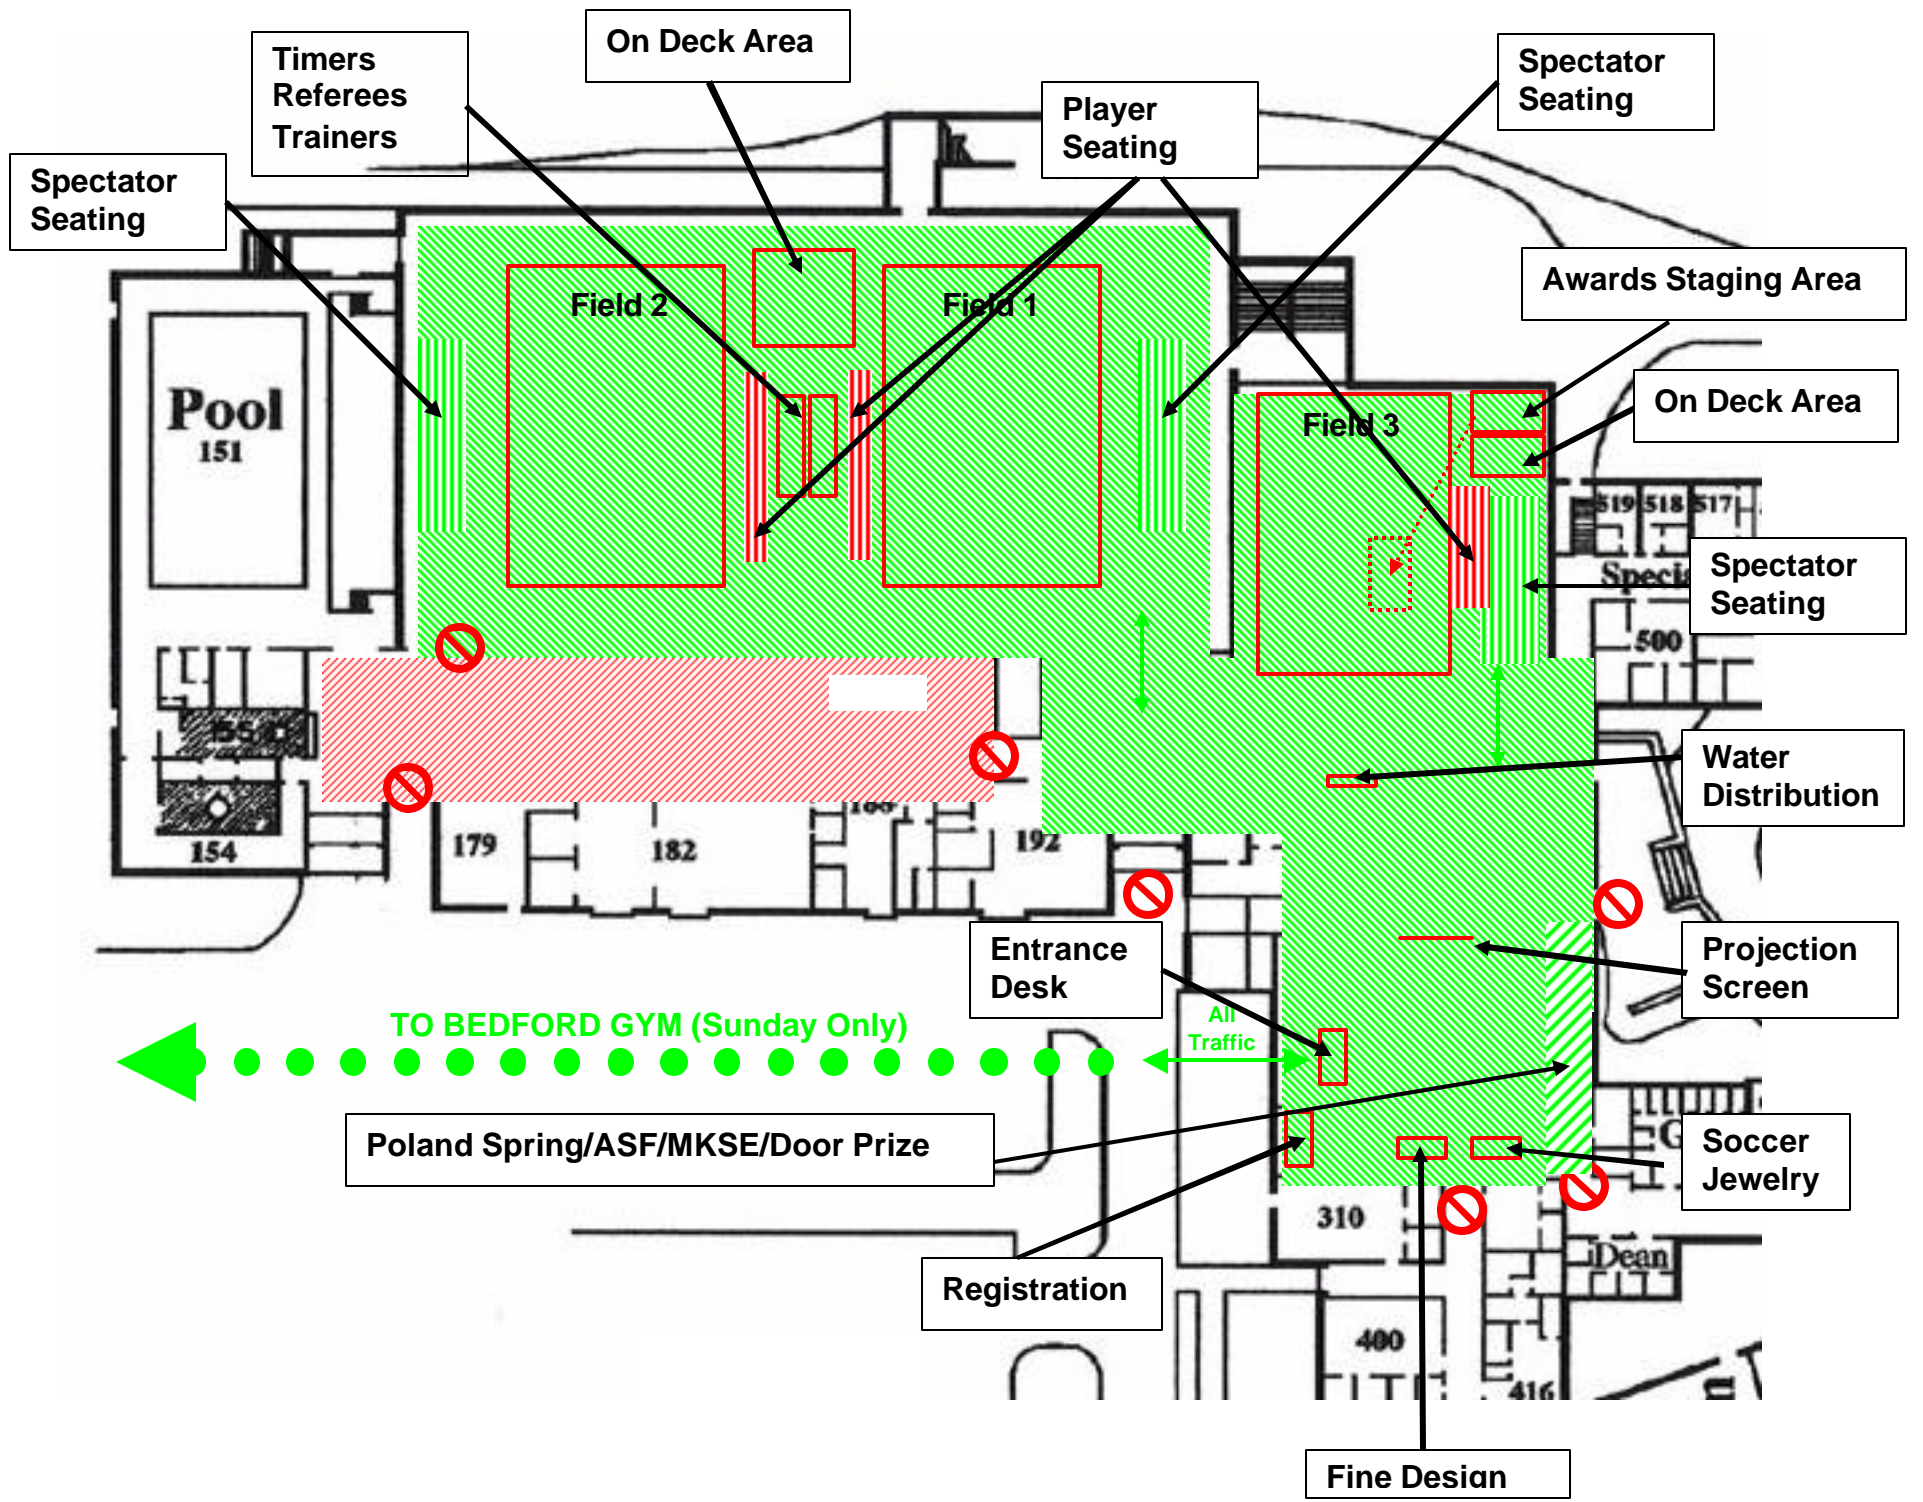 On Deck Area
Timers
Referees
Trainers
Spectator
Seating
Player
Seating
Spectator
Seating
Awards Staging Area
On Deck Area
Field 2
Field 1
Field 3
Pool
151
519 518 517
Specia
Spectator
Seating
500
155
154
179
182
188
192
Water
Distribution
Entrance
Desk
Projection
Screen
TO BEDFORD GYM (Sunday Only)
All
Traffic
Poland Spring/ASF/MKSE/Door Prize
G
Soccer
Jewelry
310
Dean
Registration
400
416
n
Fine Design